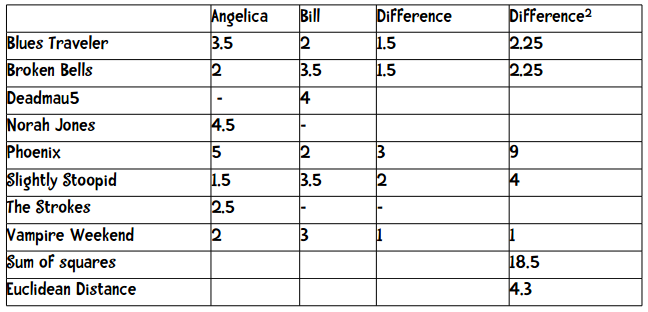 Angelica Bill Difference Difference²
Blues Traveler 3.5 2 1.5 2.25
Broken Bells 2 3.5 1.5 2.25
Deadmau5 - 4
Norah Jones 4.5 -
Phoenix 5 2 3 9
Slightly Stoopid 1.5 3.5 2 4
The Strokes 2.5 - -
Vampire Weekend 2 3 1 1
Sum of squares 18.5
Euclidean Distance 4.3